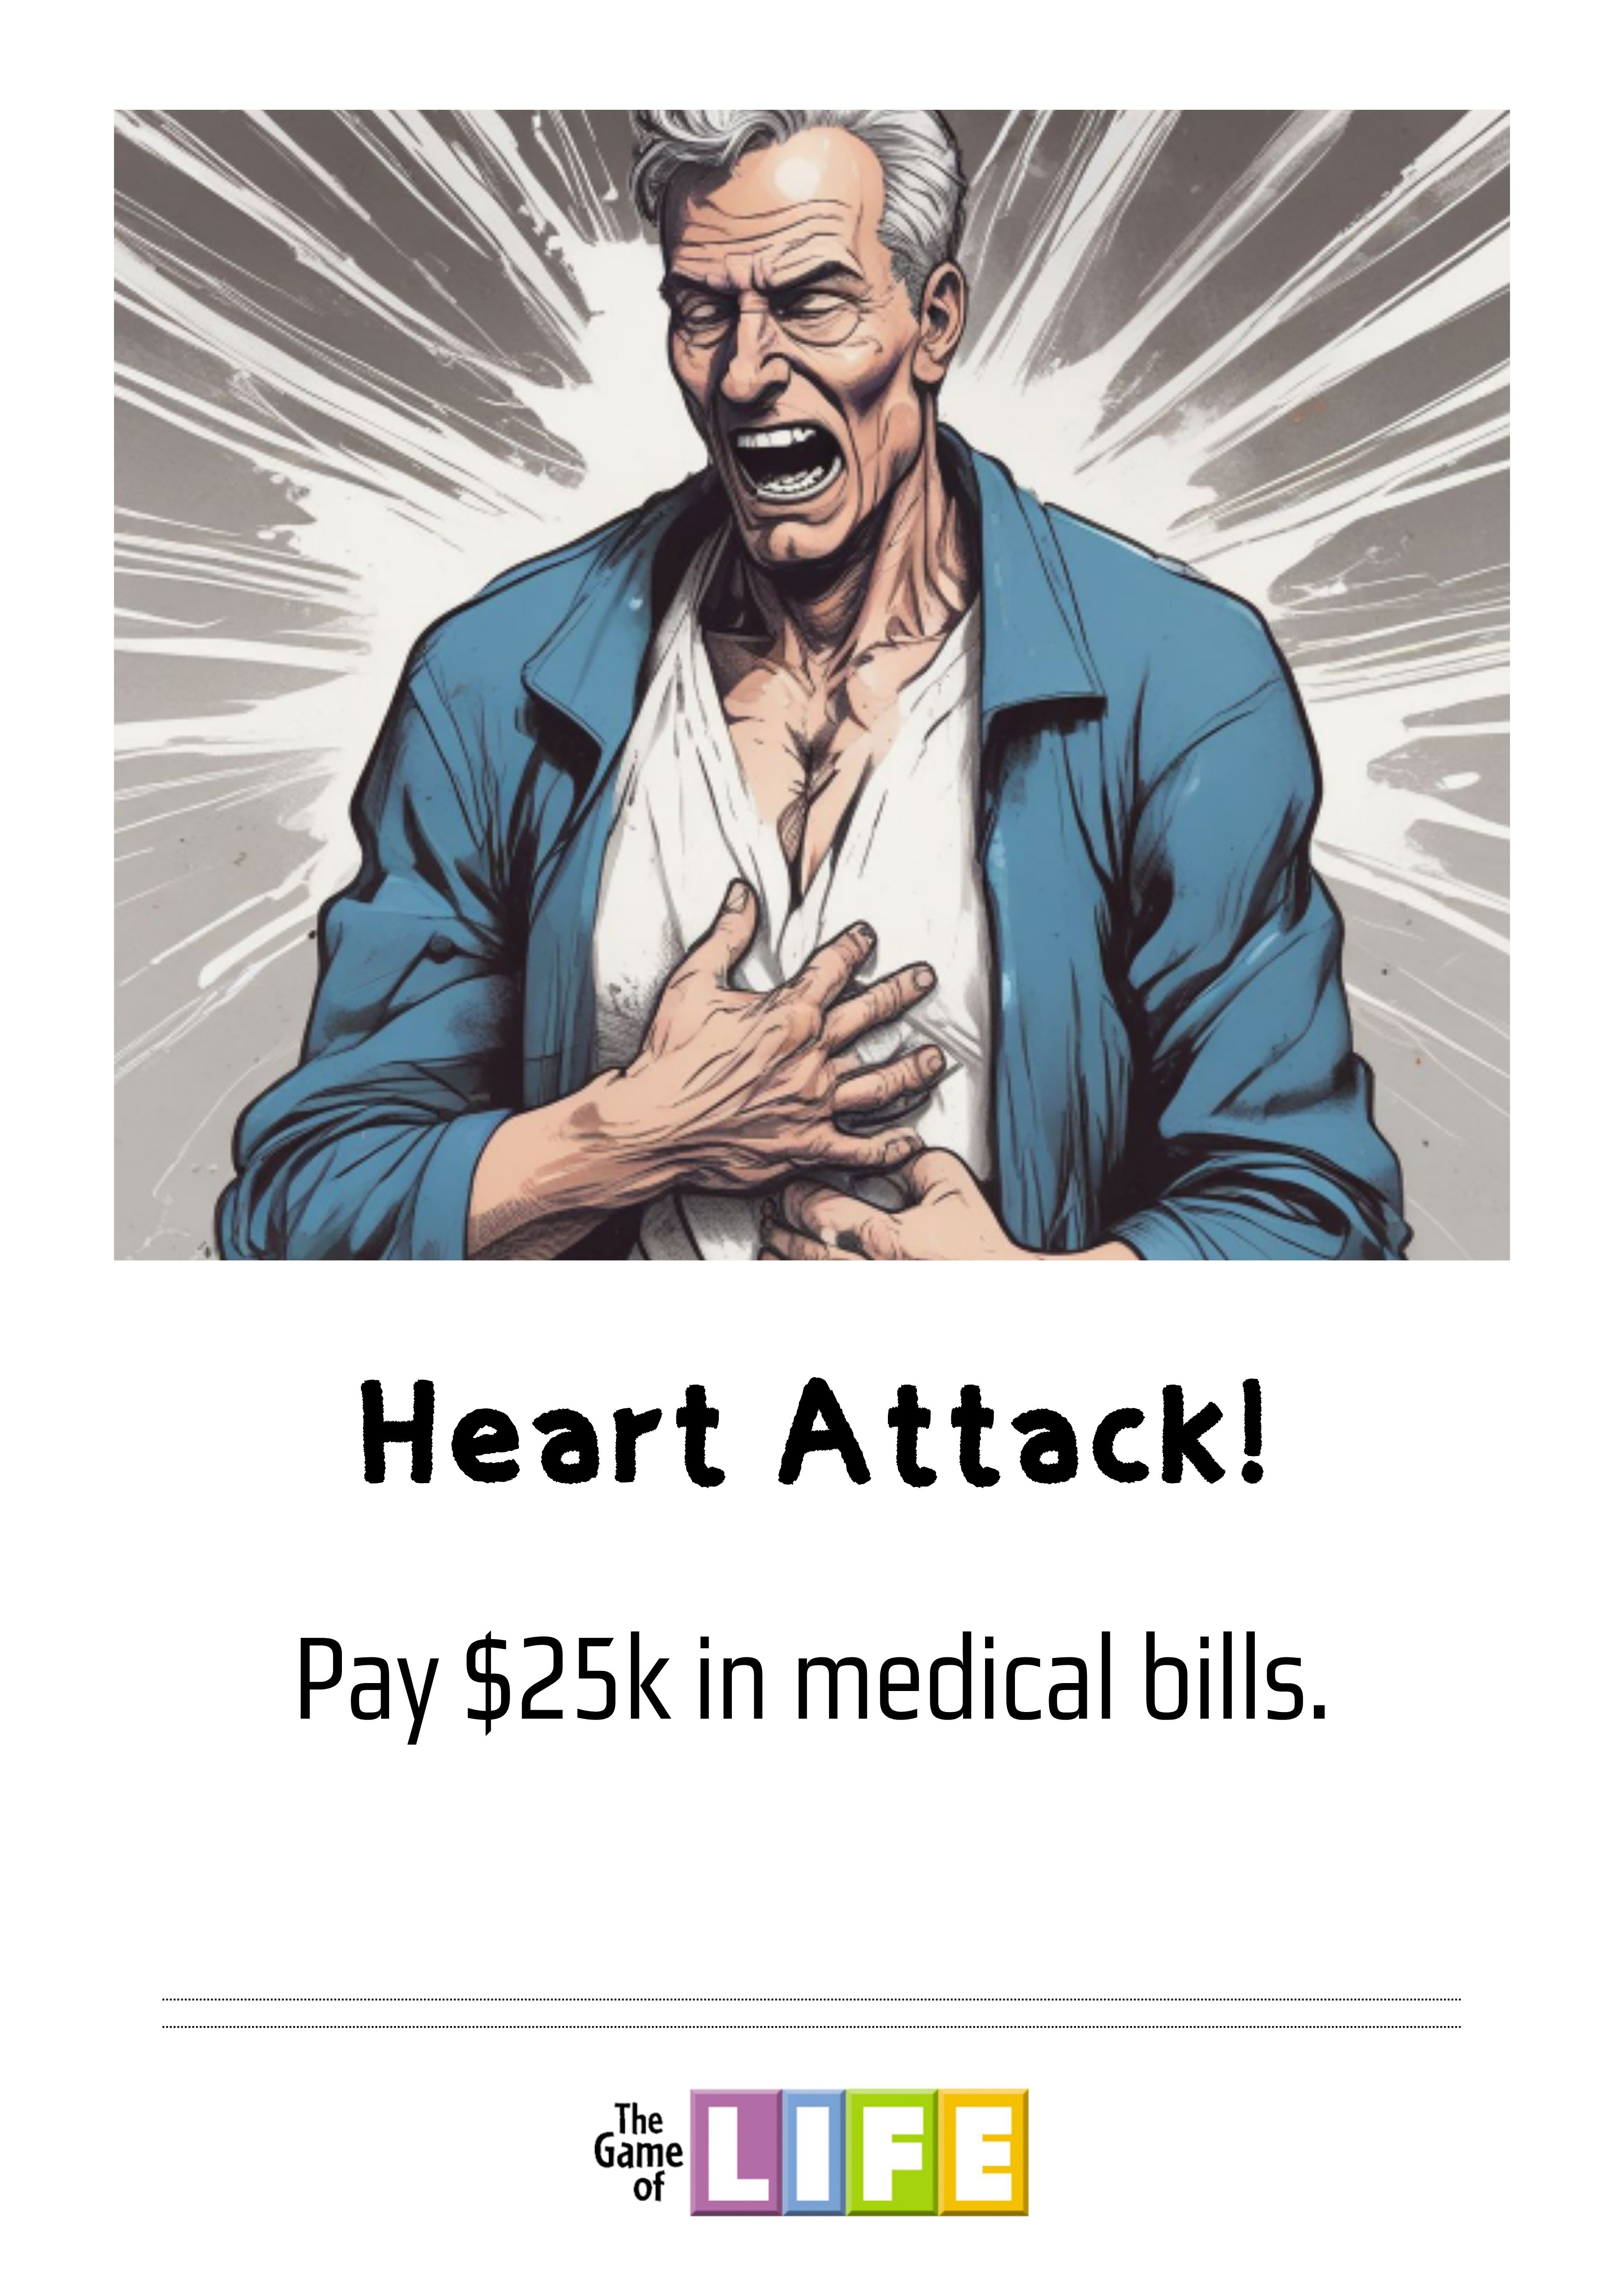 Heart Attack!
Pay $25k in medical bills.
The
Game
of
LIFE